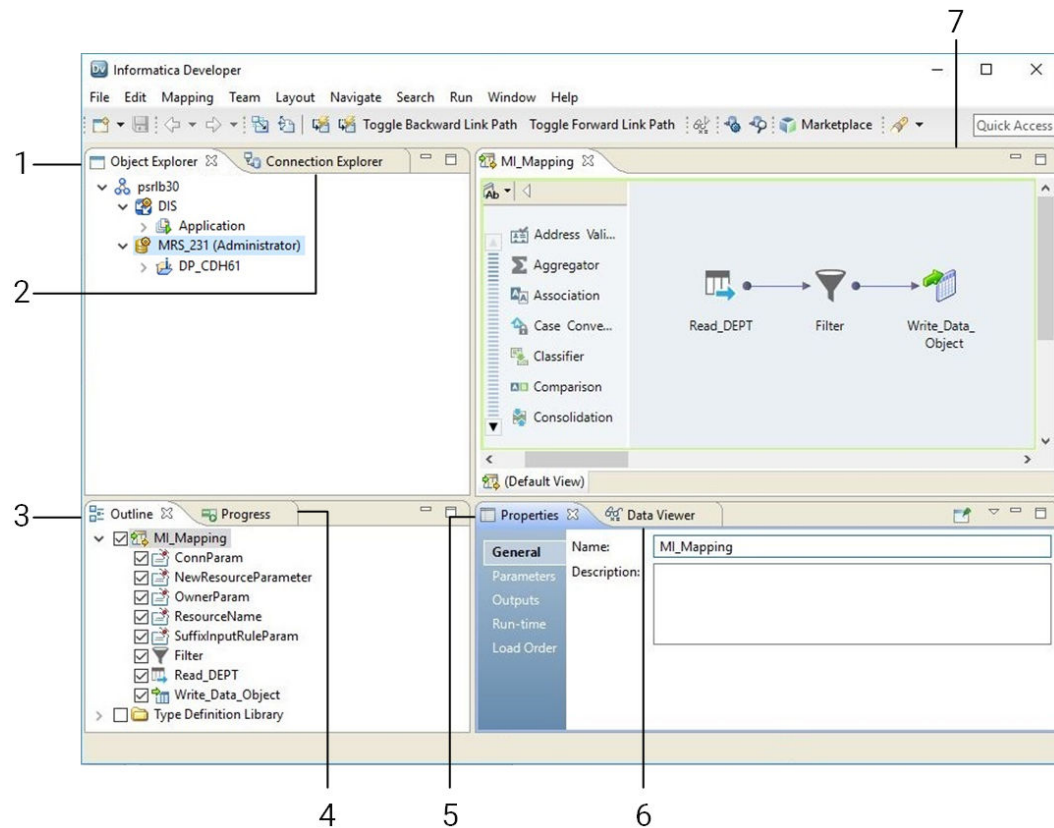 7
Dv Informatica Developer
File Edit Mapping Team Layout Navigate Search Run Window Help
Toggle Backward Link Path Toggle Forward Link Path Marketplace Quick Access
1
Object Explorer Connection Explorer
psrlb30
DIS
Application
MRS_231 (Administrator)
DP_CDH61
2
MI_Mapping
Ab
Address Vali...
Aggregator
Association
Case Conve...
Classifier
Comparison
Consolidation
Read_DEPT Filter Write_Data_
Object
(Default View)
3
Outline Progress
MI_Mapping
ConnParam
NewResourceParameter
OwnerParam
ResourceName
SuffixInputRuleParam
Filter
Read_DEPT
Write_Data_Object
Type Definition Library
Properties Data Viewer
General
Parameters
Outputs
Run-time
Load Order
Name: MI_Mapping
Description:
4 5 6